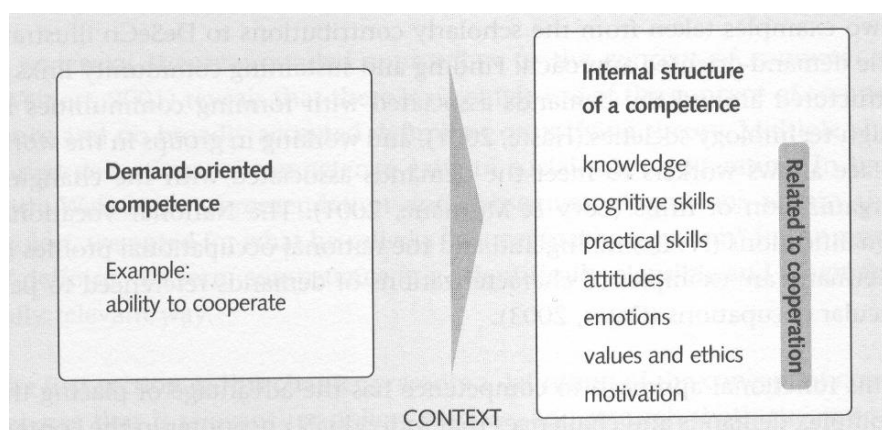 Demand-oriented
competence
Example:
ability to cooperate
CONTEXT
Internal structure
of a competence
knowledge
cognitive skills
practical skills
attitudes
emotions
values and ethics
motivation
Related to cooperation